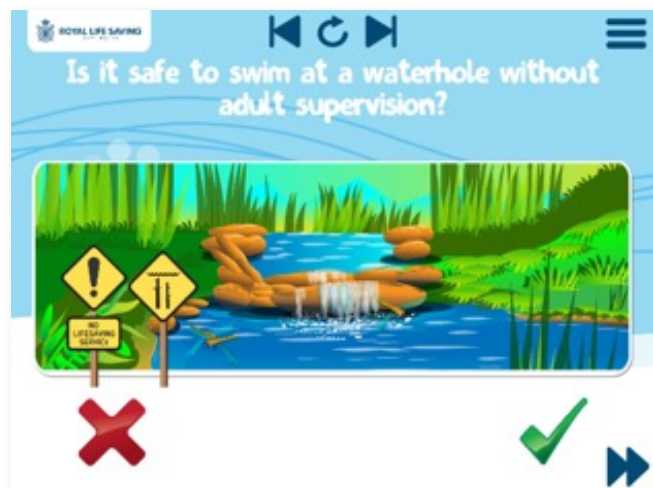 ROYAL LIFE SAVING
Is it safe to swim at a waterhole without
adult supervision?
NO
LIFESAVING
SERVICE